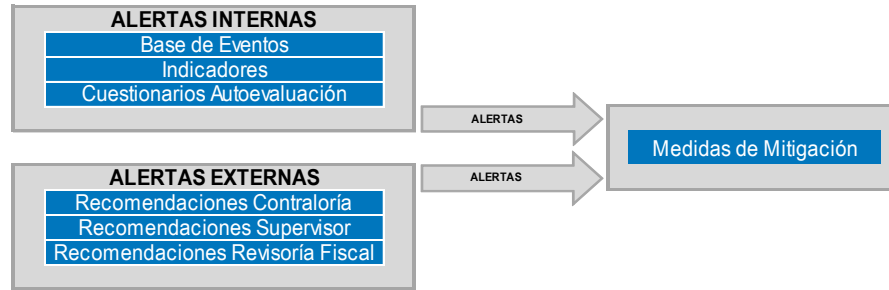 ALERTAS INTERNAS
Base de Eventos
Indicadores
Cuestionarios Autoevaluación
ALERTAS
Medidas de Mitigación
ALERTAS EXTERNAS
ALERTAS
Recomendaciones Contraloría
Recomendaciones Supervisor
Recomendaciones Revisoría Fiscal